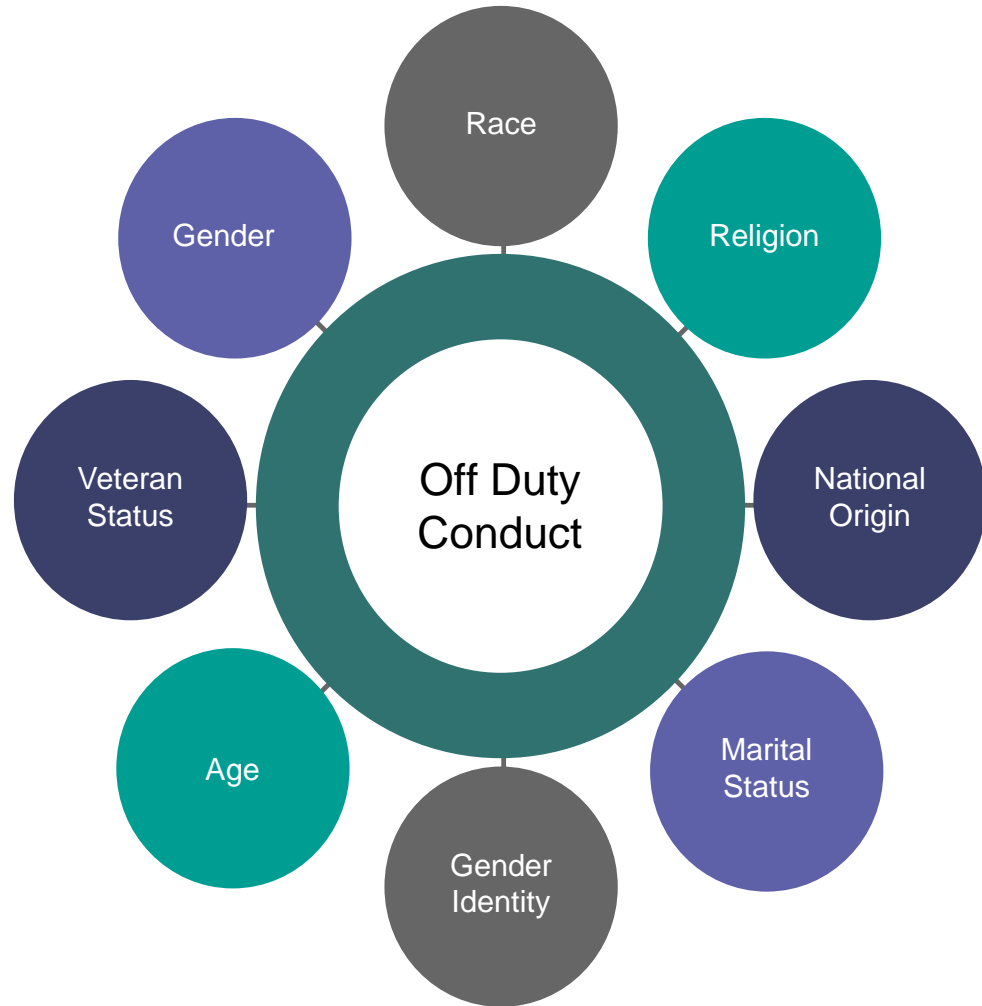 Race
Gender
Religion
Veteran
Status
Off Duty
Conduct
National
Origin
Age
Marital
Status
Gender
Identity